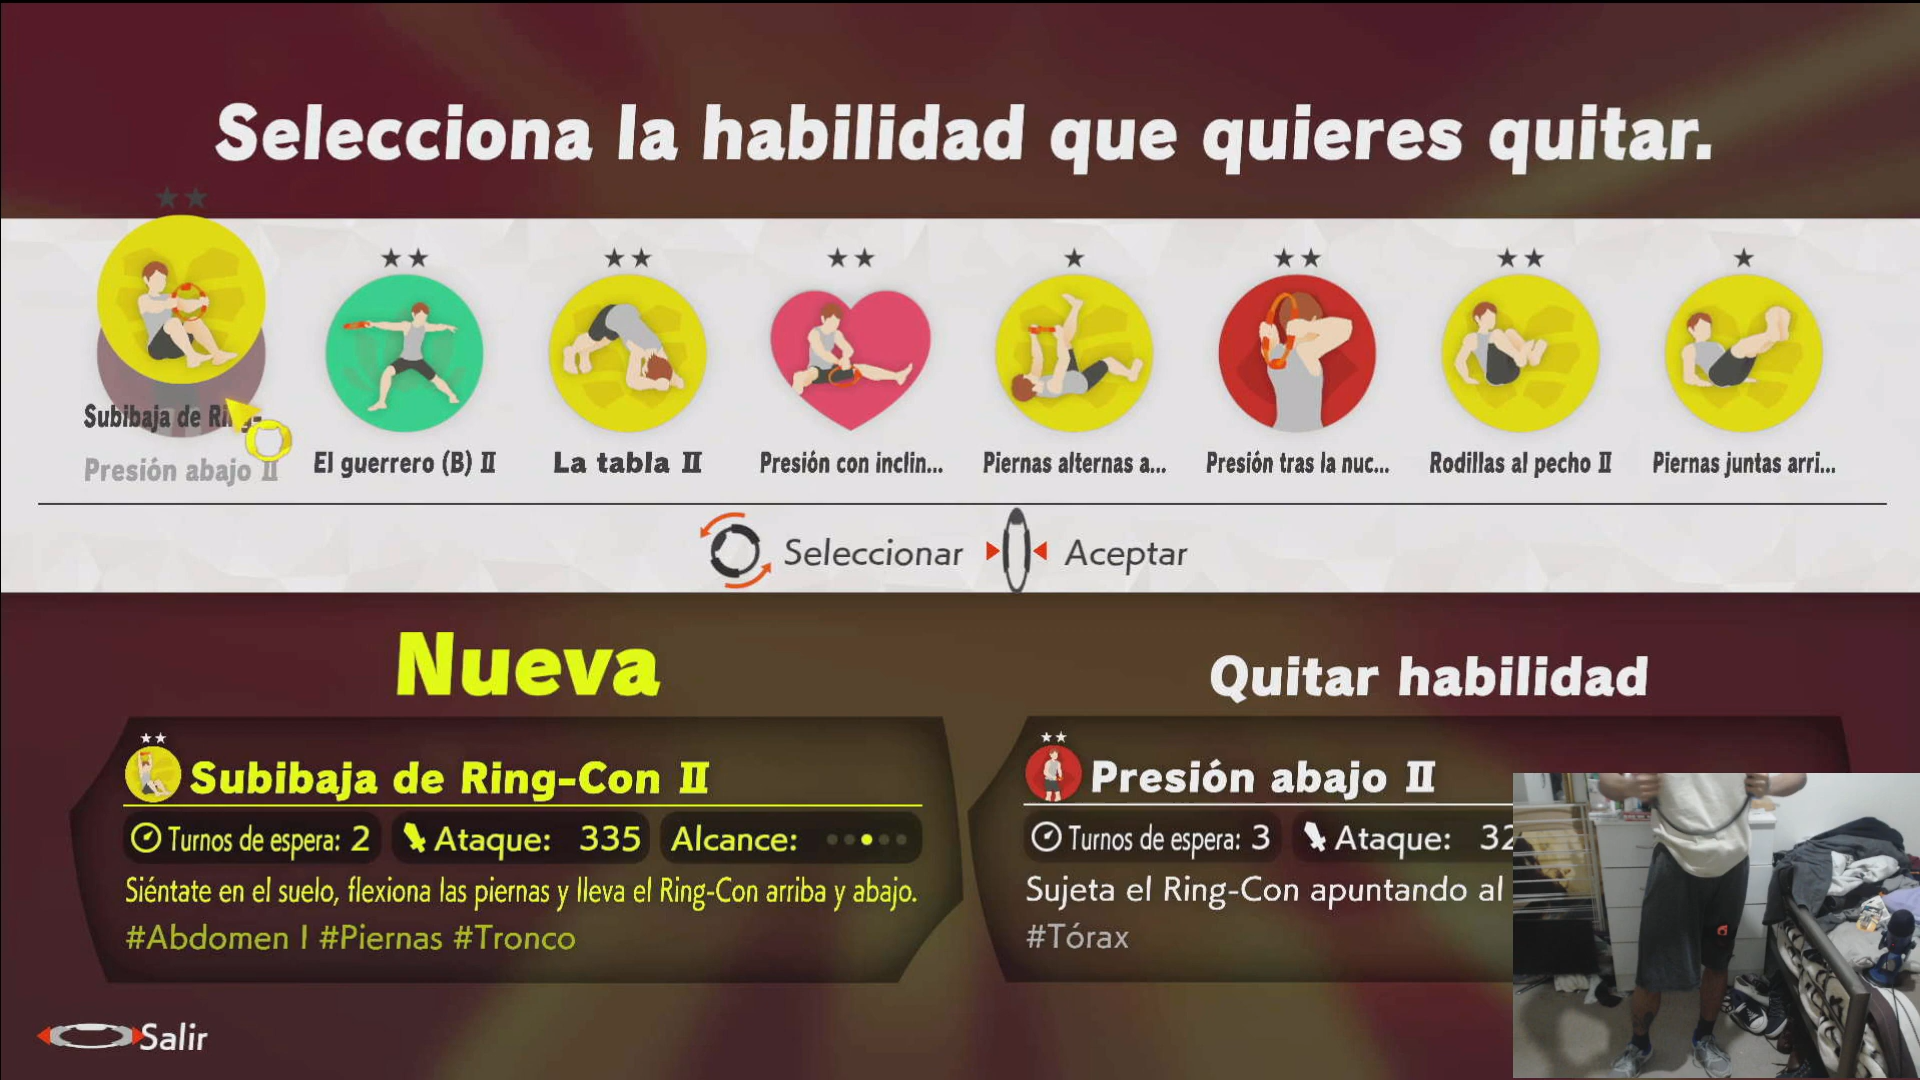 Selecciona la habilidad que quieres quitar.
Subibaja de Ring-
Presión abajo II
El guerrero (B) II
La tabla II
Presión con inclin...
Piernas alternas a...
Presión tras la nuc...
Rodillas al pecho II
Piernas juntas arri...
Seleccionar
Aceptar
Nueva
Subibaja de Ring-Con II
Turnos de espera: 2
Ataque: 335
Alcance:
Siéntate en el suelo, flexiona las piernas y lleva el Ring-Con arriba y abajo.
#Abdomen I #Piernas #Tronco
Quitar habilidad
Presión abajo II
Turnos de espera: 3
Ataque: 32
Sujeta el Ring-Con apuntando al
#Tórax
Salir